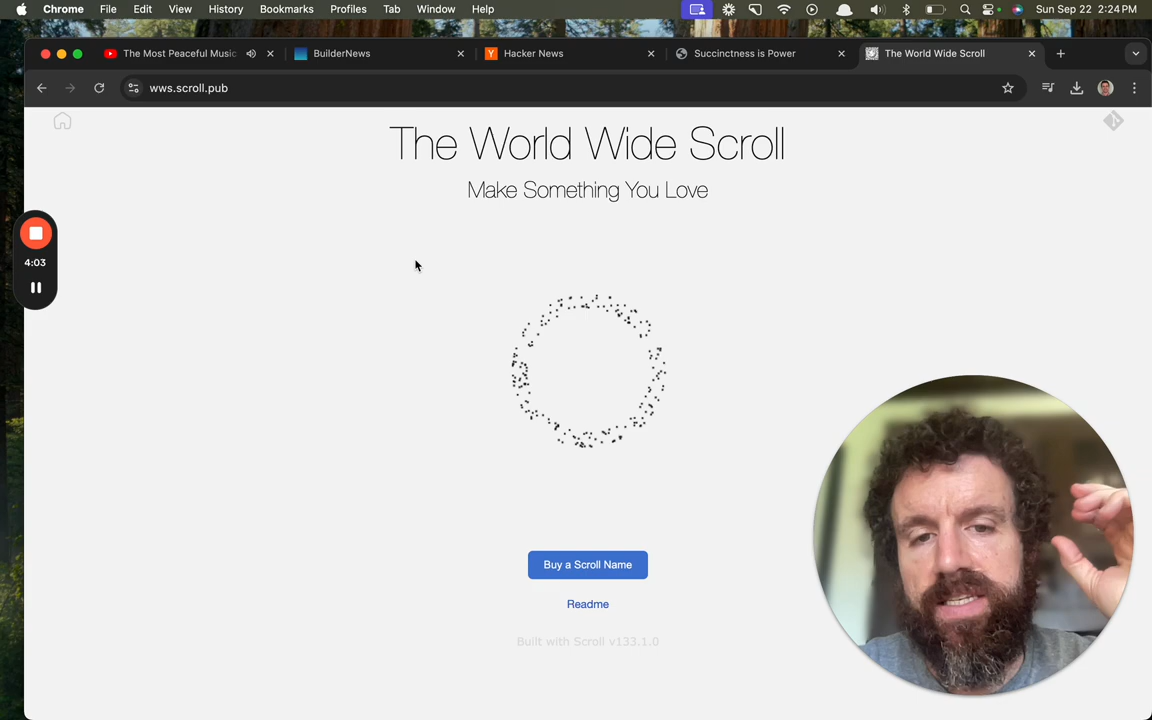 Chrome File Edit View History Bookmarks Profiles Tab Window Help Sun Sep 22 2:24 PM
The Most Peaceful Music BuilderNews Hacker News Succinctness is Power The World Wide Scroll
wws.scroll.pub
The World Wide Scroll
Make Something You Love
4:03
Buy a Scroll Name
Readme
Built with Scroll v133.1.0